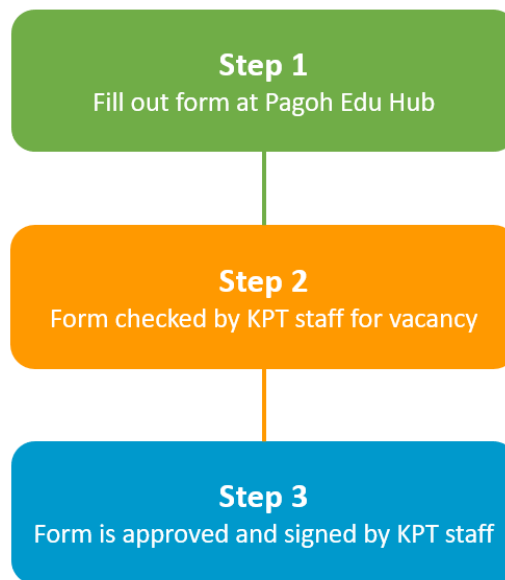 Step 1
Fill out form at Pagoh Edu Hub
Step 2
Form checked by KPT staff for vacancy
Step 3
Form is approved and signed by KPT staff